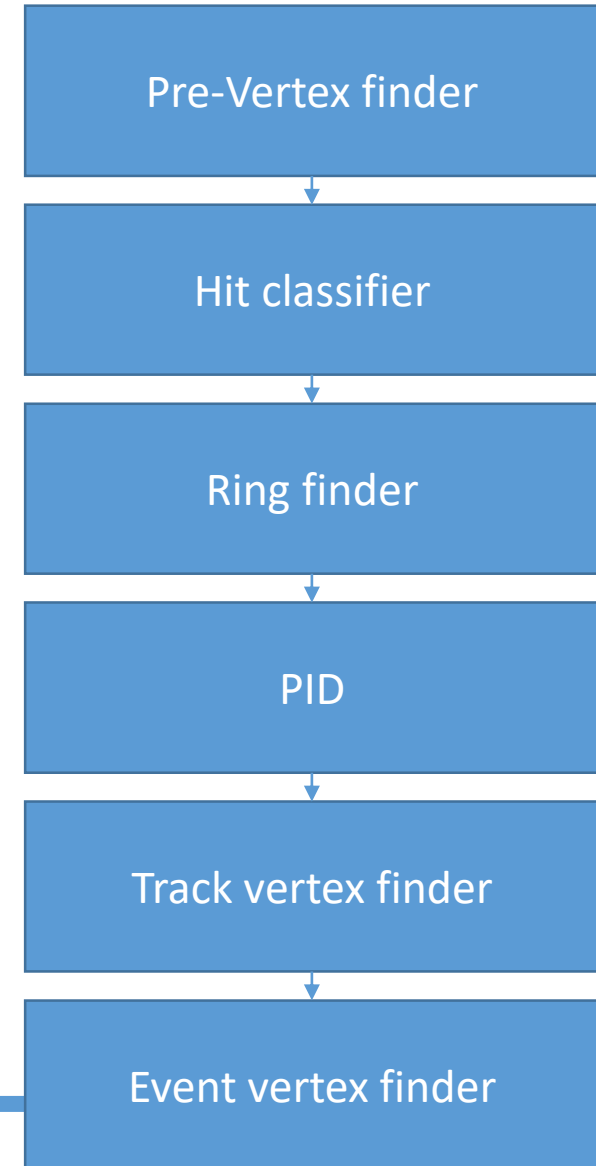 Pre-Vertex finder
Hit classifier
Ring finder
PID
Track vertex finder
Event vertex finder